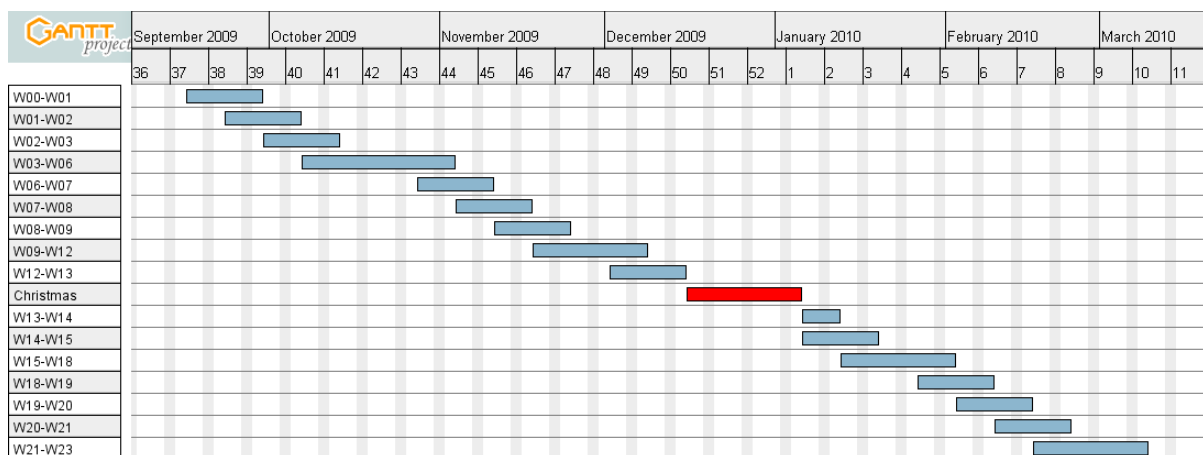 GANTT
project
September 2009 October 2009 November 2009 December 2009 January 2010 February 2010 March 2010
36 37 38 39 40 41 42 43 44 45 46 47 48 49 50 51 52 1 2 3 4 5 6 7 8 9 10 11
W00-W01
W01-W02
W02-W03
W03-W06
W06-W07
W07-W08
W08-W09
W09-W12
W12-W13
Christmas
W13-W14
W14-W15
W15-W18
W18-W19
W19-W20
W20-W21
W21-W23